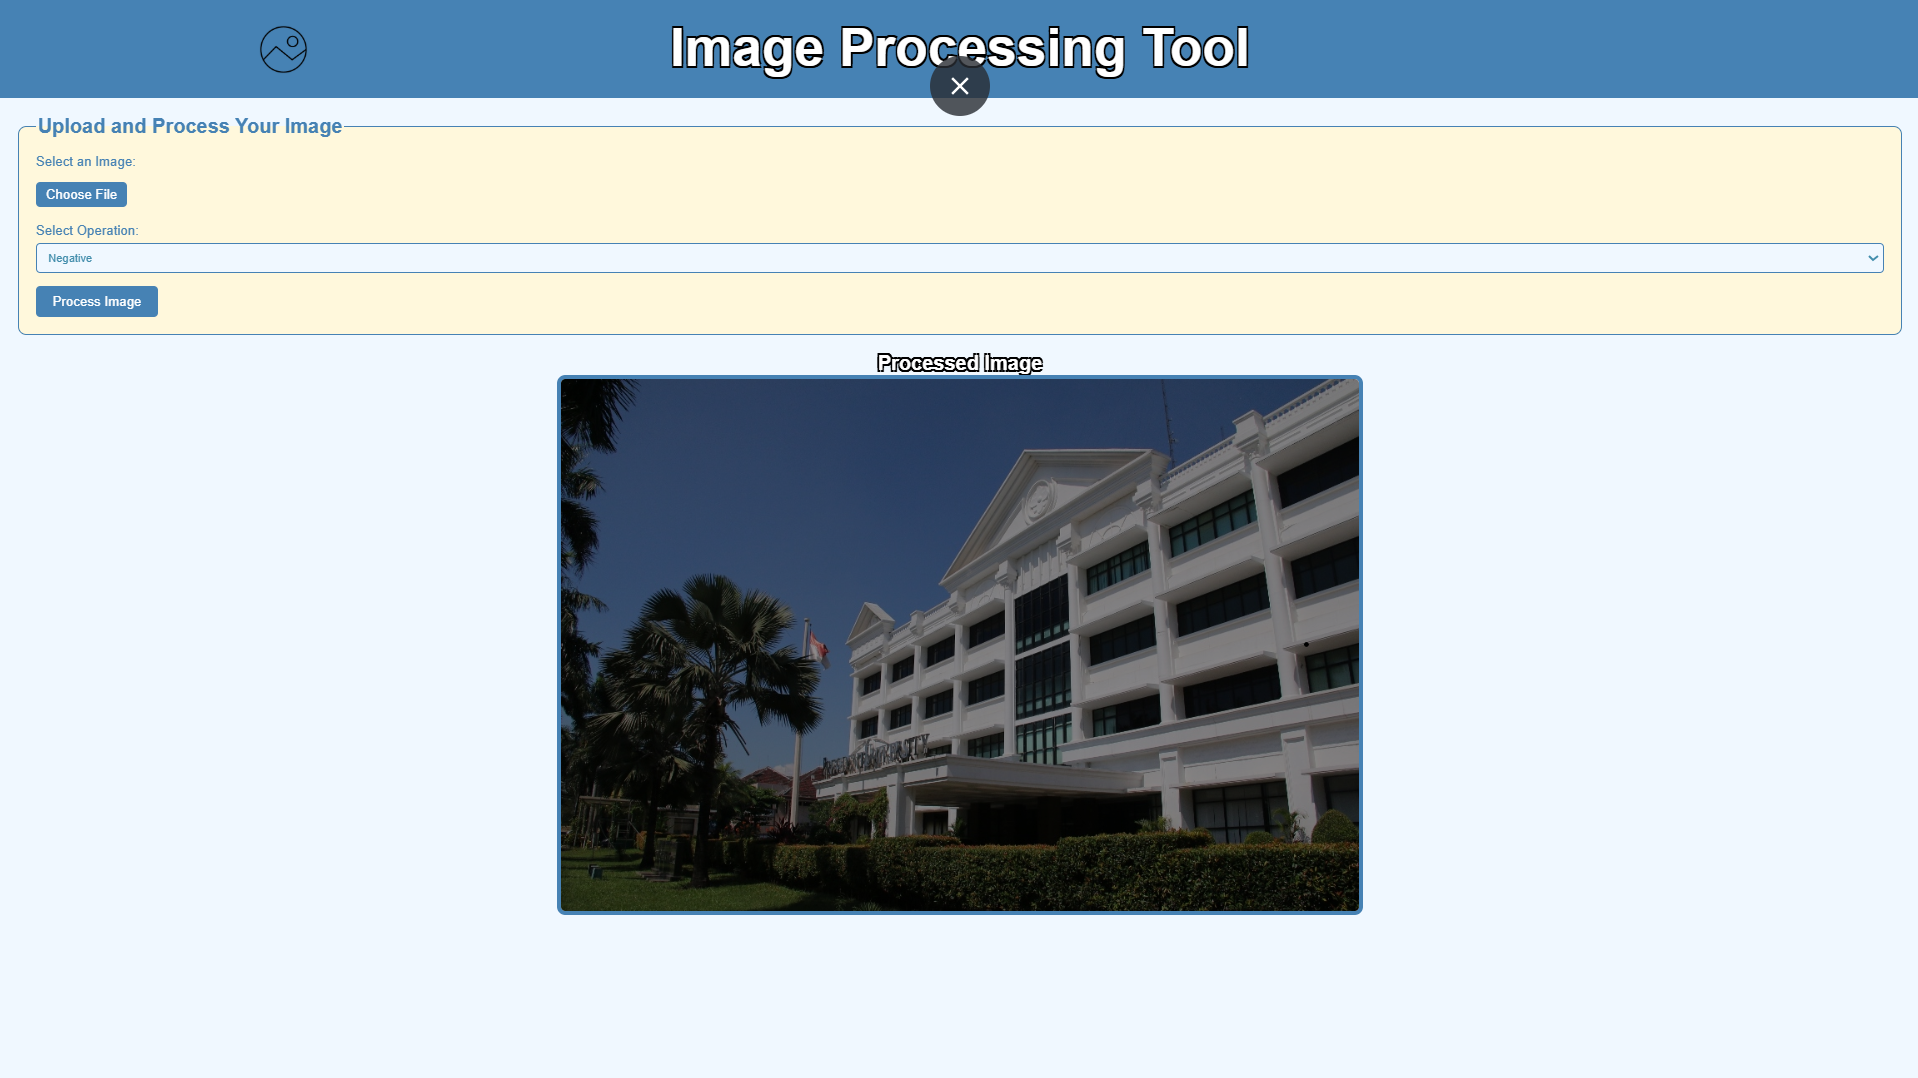 Image Processing Tool
Upload and Process Your Image
Select an Image:
Choose File
Select Operation:
Negative
Process Image
Processed Image
UNIVERSITY